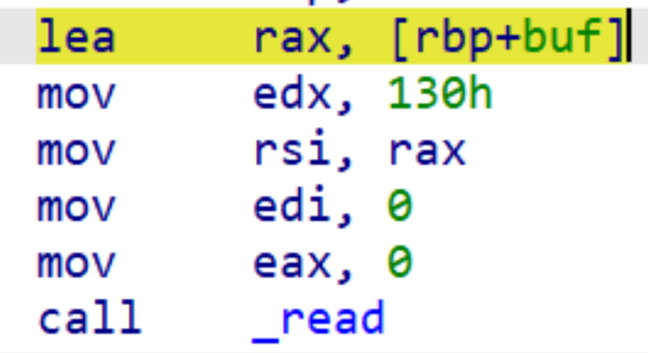 lea rax, [rbp+buf]
mov edx, 130h
mov rsi, rax
mov edi, 0
mov eax, 0
call _read